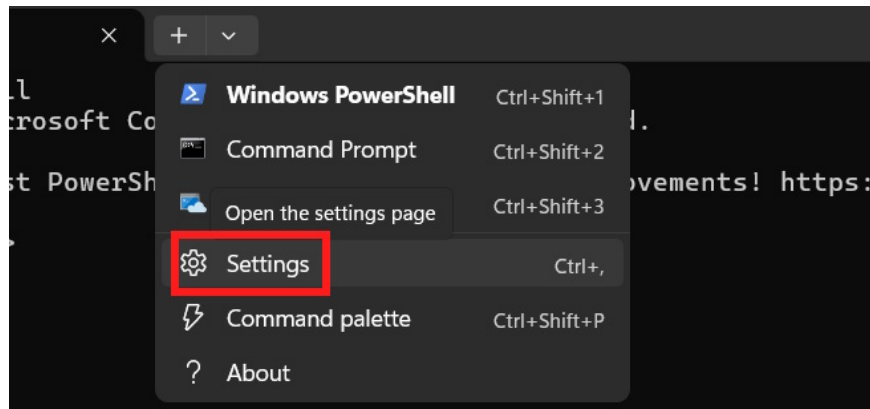 ll
Windows PowerShell Ctrl+Shift+1
crosoft Co d.
Command Prompt Ctrl+Shift+2
st PowerSh ovements! https:
Open the settings page Ctrl+Shift+3
>
Settings Ctrl+,
Command palette Ctrl+Shift+P
? About